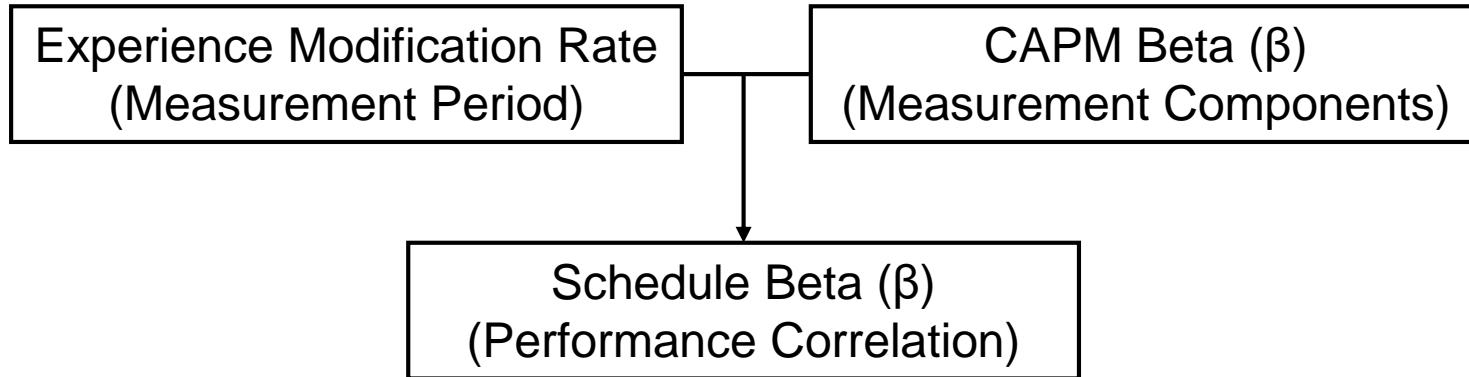 Experience Modification Rate
(Measurement Period)
CAPM Beta (β)
(Measurement Components)
Schedule Beta (β)
(Performance Correlation)